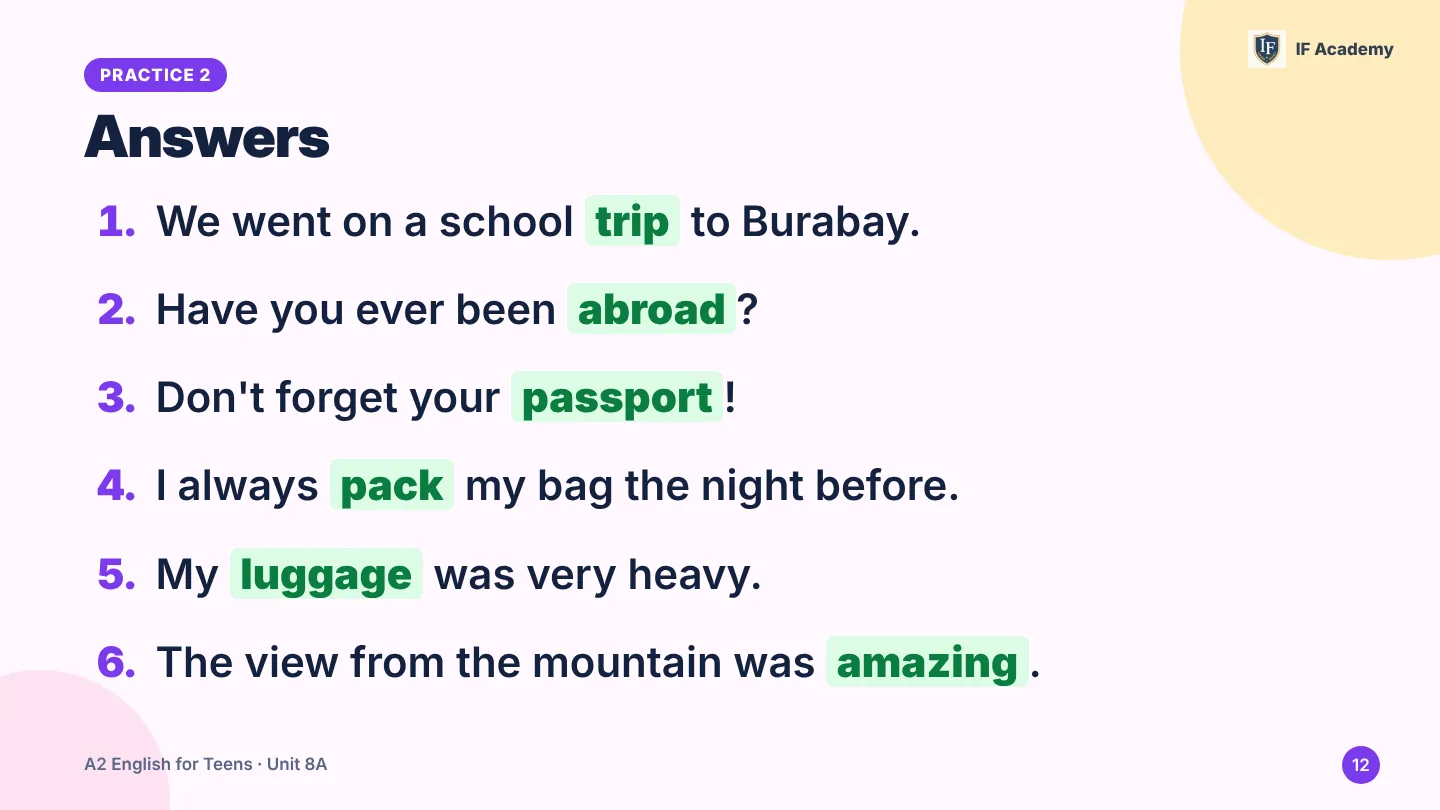 IF
IF Academy
PRACTICE 2
Answers
1. We went on a school trip to Burabay.
2. Have you ever been abroad?
3. Don't forget your passport!
4. I always pack my bag the night before.
5. My luggage was very heavy.
6. The view from the mountain was amazing.
A2 English for Teens · Unit 8A
12